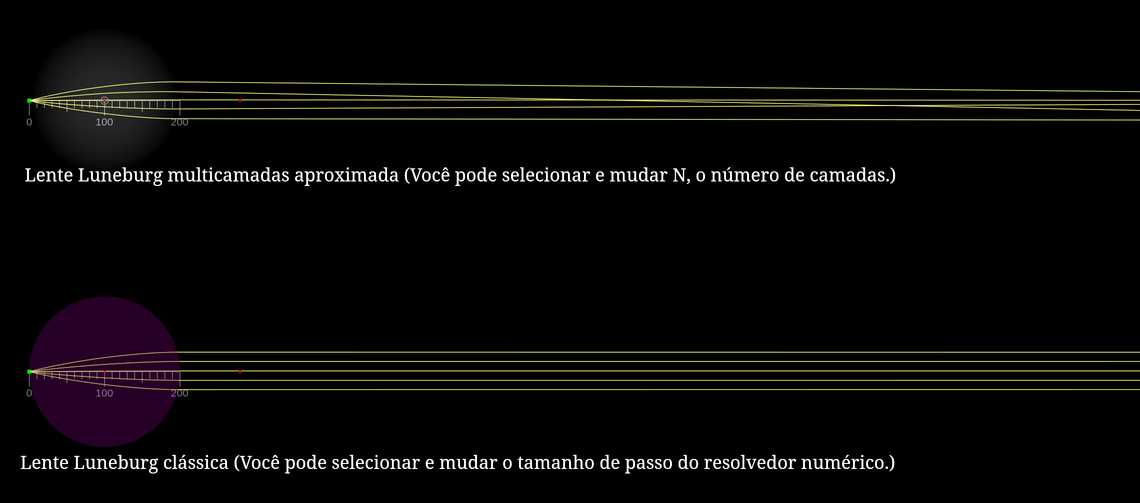 0 100 200
Lente Luneburg multicamadas aproximada (Você pode selecionar e mudar N, o número de camadas.)
0 100 200
Lente Luneburg clássica (Você pode selecionar e mudar o tamanho de passo do resolvedor numérico.)